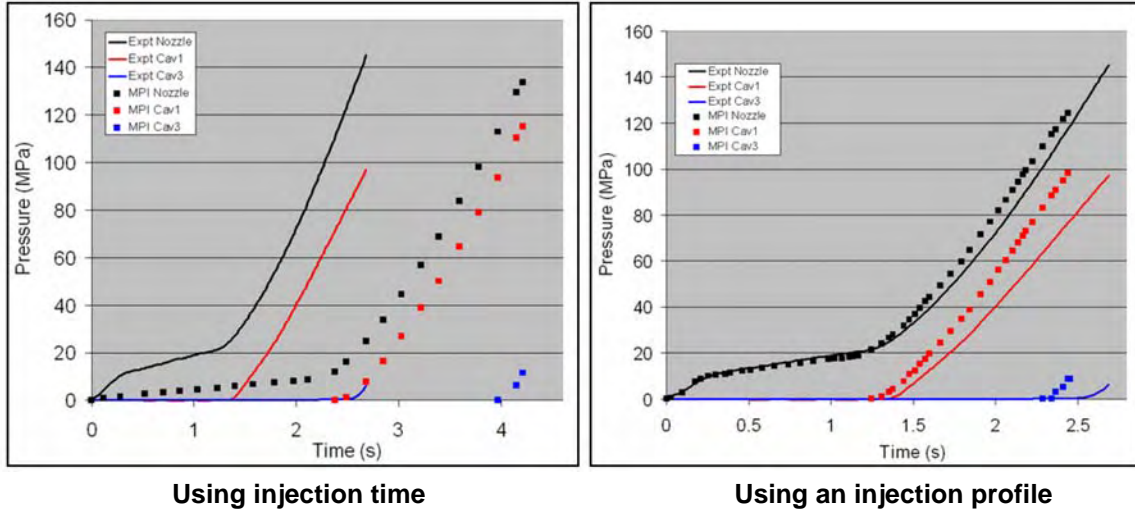 160
140
120
100
80
60
40
20
0
Pressure (MPa)
Expt Nozzle
Expt Cav1
Expt Cav3
MPI Nozzle
MPI Cav1
MPI Cav3
0 1 2 3 4 5
Time (s)
Using injection time
160
140
120
100
80
60
40
20
0
Pressure (MPa)
Expt Nozzle
Expt Cav1
Expt Cav3
MPI Nozzle
MPI Cav1
MPI Cav3
0 0.5 1 1.5 2 2.5
Time (s)
Using an injection profile